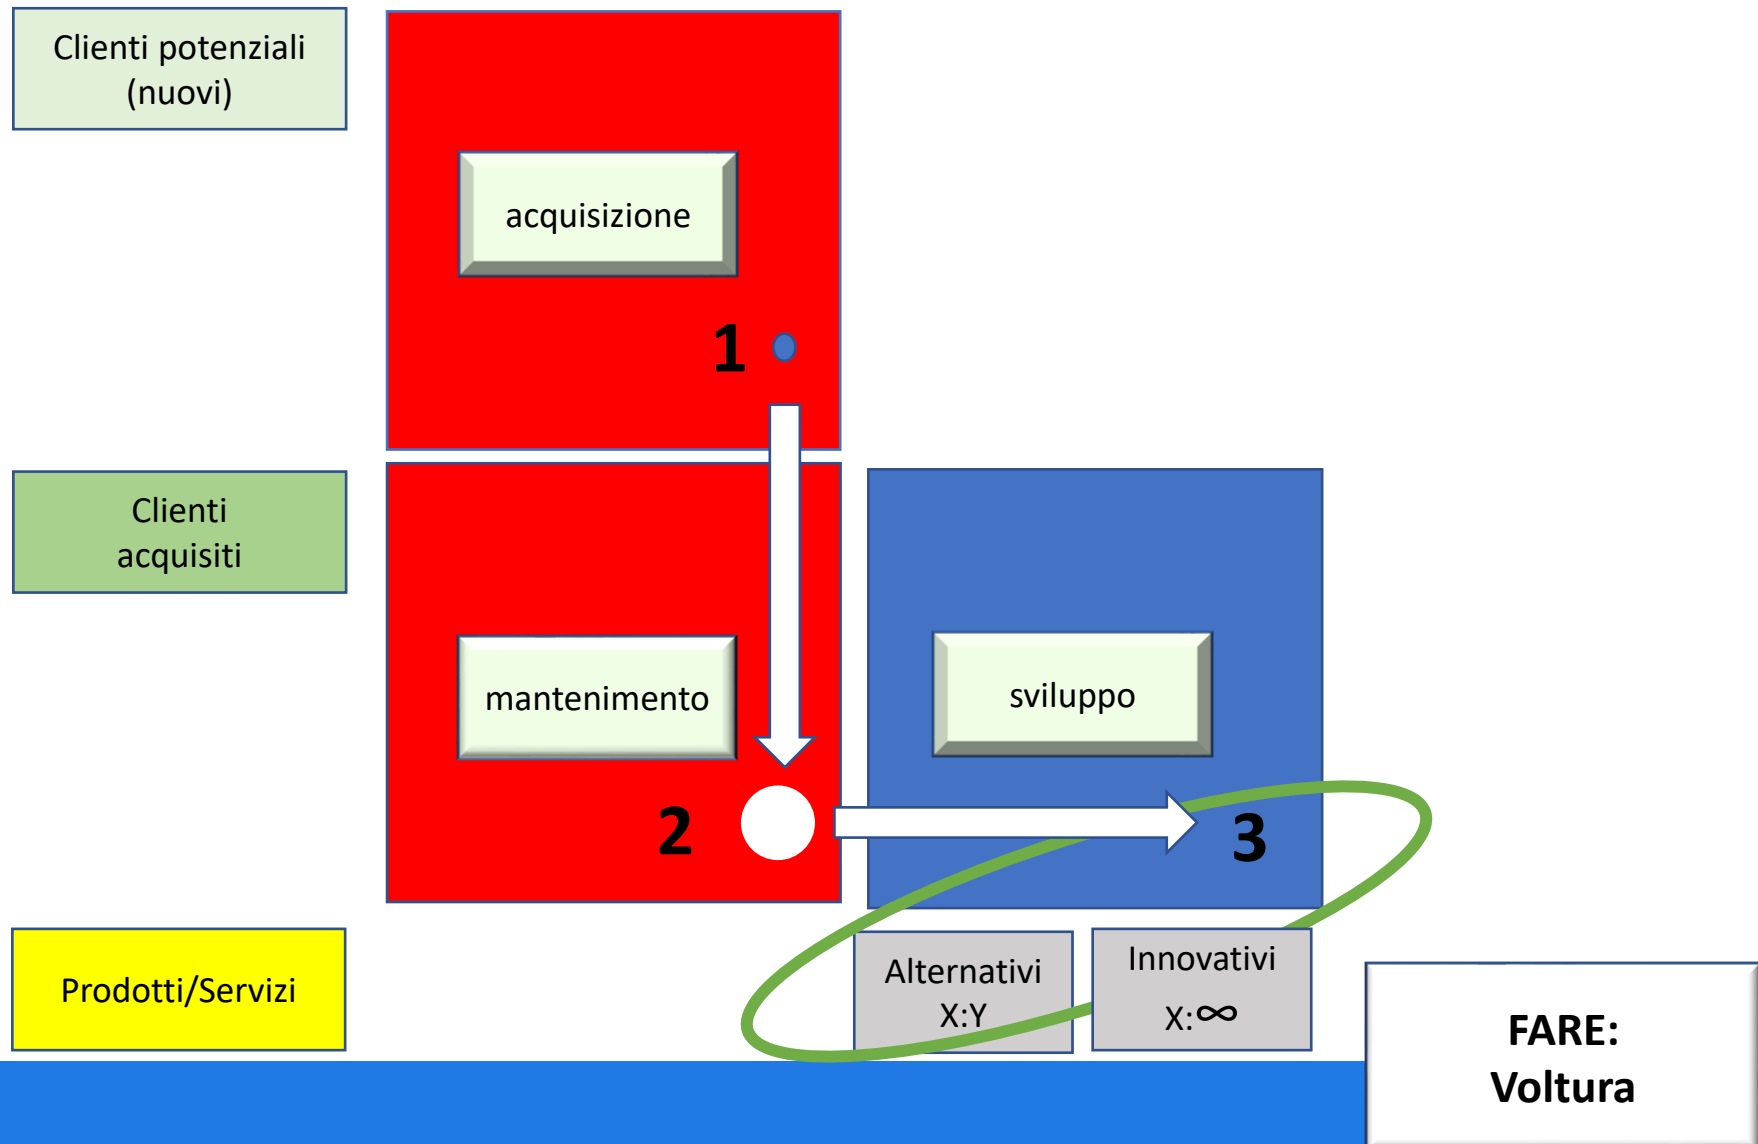 Clienti potenziali
(nuovi)
acquisizione
1
Clienti
acquisiti
mantenimento
sviluppo
2
3
Prodotti/Servizi
Alternativi
X:Y
Innovativi
X:∞
FARE:
Voltura